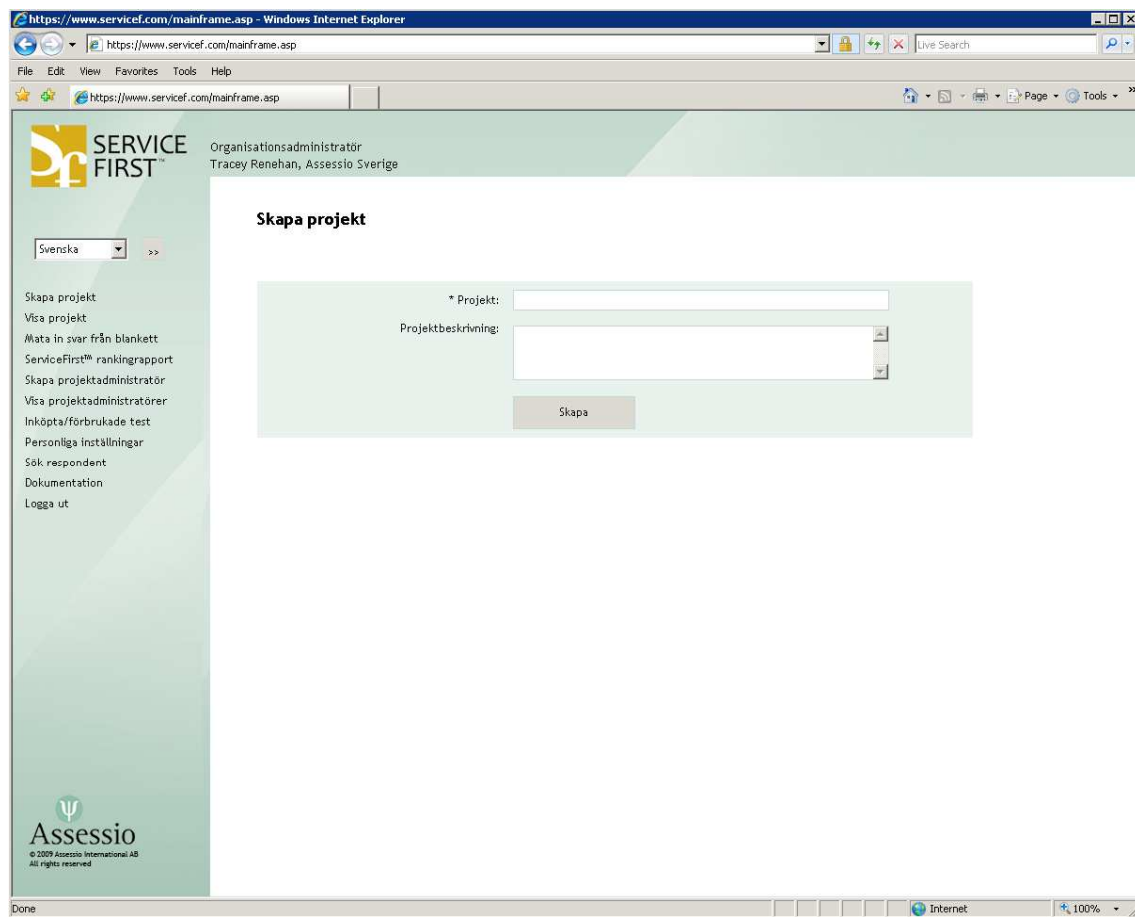 https://www.servicef.com/mainframe.asp - Windows Internet Explorer
https://www.servicef.com/mainframe.asp
Live Search
File Edit View Favorites Tools Help
https://www.servicef.com/mainframe.asp
Page Tools
SERVICE
FIRST™
Organisationsadministratör
Tracey Renehan, Assessio Sverige
Svenska
>>
Skapa projekt
Visa projekt
Mata in svar från blankett
ServiceFirst™ rankingrapport
Skapa projektadministratör
Visa projektadministratörer
Inköpta/förbrukade test
Personliga inställningar
Sök respondent
Dokumentation
Logga ut
Skapa projekt
* Projekt:
Projektbeskrivning:
Skapa
Assessio
© 2009 Assessio International AB
All rights reserved
Done
Internet
100%